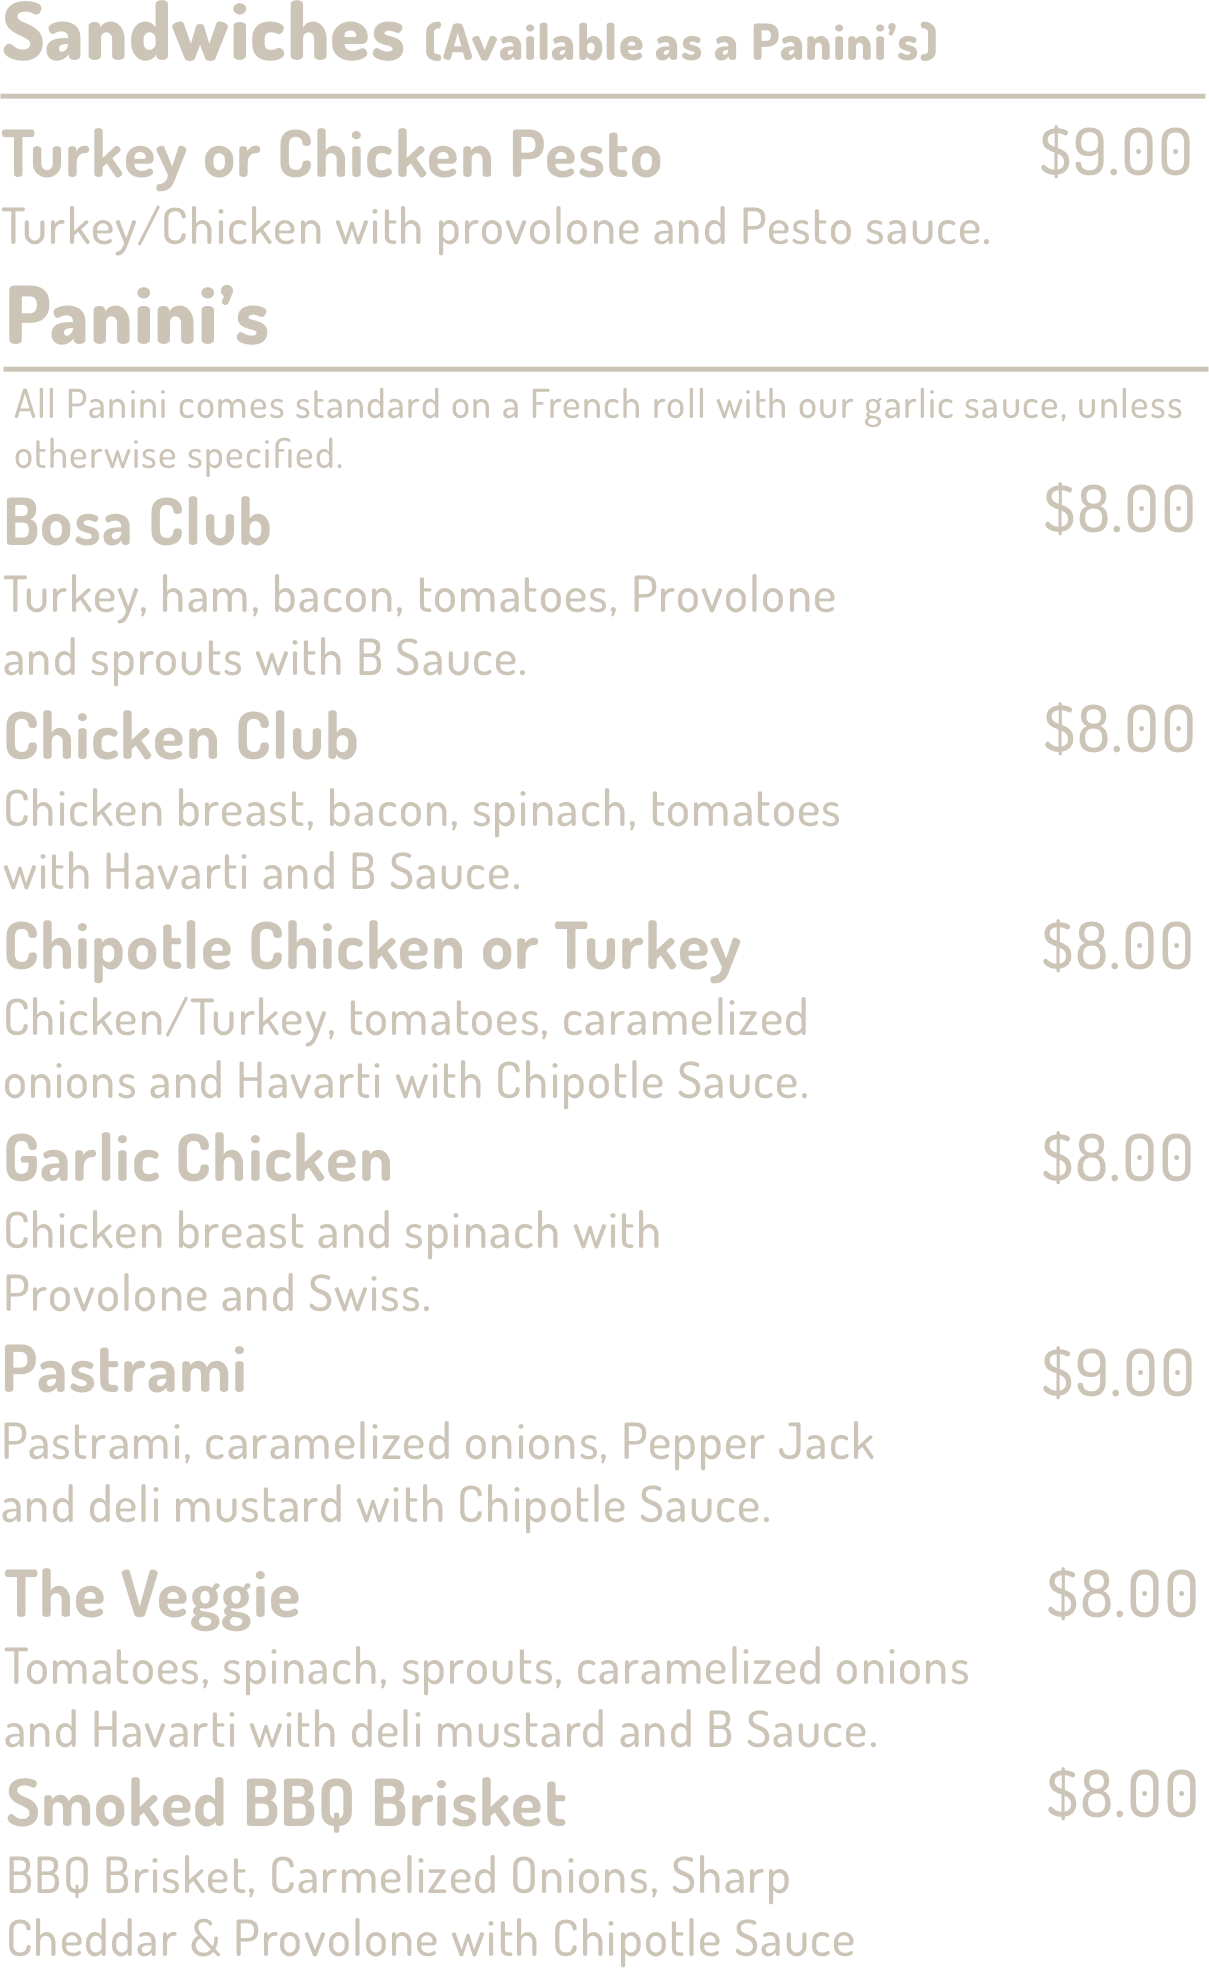 Sandwiches (Available as a Panini’s)
Turkey or Chicken Pesto $9.00
Turkey/Chicken with provolone and Pesto sauce.
Panini’s
All Panini comes standard on a French roll with our garlic sauce, unless
otherwise specified.
Bosa Club $8.00
Turkey, ham, bacon, tomatoes, Provolone
and sprouts with B Sauce.
Chicken Club $8.00
Chicken breast, bacon, spinach, tomatoes
with Havarti and B Sauce.
Chipotle Chicken or Turkey $8.00
Chicken/Turkey, tomatoes, caramelized
onions and Havarti with Chipotle Sauce.
Garlic Chicken $8.00
Chicken breast and spinach with
Provolone and Swiss.
Pastrami $9.00
Pastrami, caramelized onions, Pepper Jack
and deli mustard with Chipotle Sauce.
The Veggie $8.00
Tomatoes, spinach, sprouts, caramelized onions
and Havarti with deli mustard and B Sauce.
Smoked BBQ Brisket $8.00
BBQ Brisket, Carmelized Onions, Sharp
Cheddar & Provolone with Chipotle Sauce